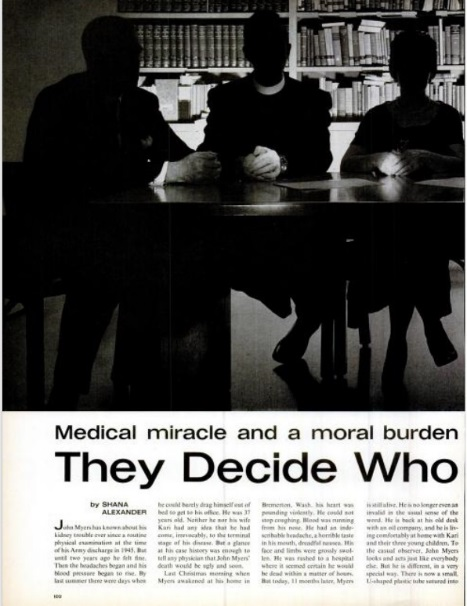 Medical miracle and a moral burden
They Decide Who
by SHANA
ALEXANDER
John Myers has known about his
kidney trouble ever since a routine
physical examination at the time
of his Army discharge in 1945. But
until two years ago he felt fine.
Then the headaches began and his
blood pressure began to rise. By
last summer there were days when
he could barely drag himself out of
bed to get to his office. He was 37
years old. Neither he nor his wife
Kari had any idea that he had
come, irrevocably, to the terminal
stage of his disease. But a glance
at his case history was enough to
tell any physician that John Myers'
death would be ugly and soon.
Last Christmas morning when
Myers awakened at his home in
Bremerton, Wash. his heart was
pounding violently. He could not
stop coughing. Blood was running
from his nose. He had an inde-
scribable headache, a horrible taste
in his mouth, dreadful nausea. His
face and limbs were grossly swol-
len. He was rushed to a hospital
where it seemed certain he would
be dead within a matter of hours.
But today, 11 months later, Myers
is still alive. He is no longer even an
invalid in the usual sense of the
word. He is back at his old desk
with an oil company, and he is liv-
ing comfortably at home with Kari
and their three young children. To
the casual observer, John Myers
looks and acts just like everybody
else. But he is different, in a very
special way. There is now a small,
U-shaped plastic tube sutured into